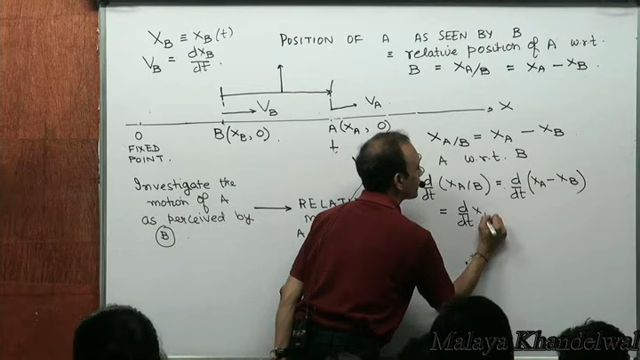 X_B ≡ X_B(t)
V_B = dX_B/dt.
POSITION OF A AS SEEN BY B
≡ relative position of A w.r.t.
B = X_A/B = X_A − X_B.
V_B
V_A
X
O
FIXED
POINT.
B(X_B, 0)
A(X_A, 0)
t
X_A/B = X_A − X_B
A w.r.t. B
d/dt (X_A/B) = d/dt (X_A − X_B)
= d/dt X
Investigate the
motion of A
as perceived by
B
Malaya Khandelwal